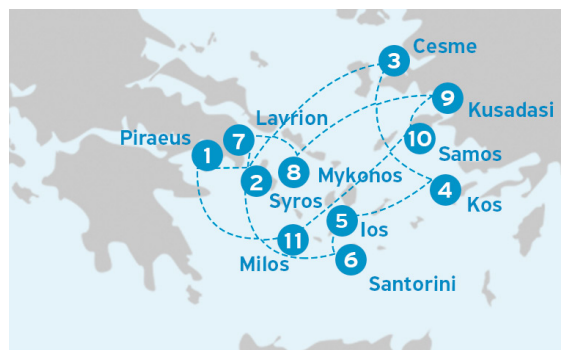 3 Cesme
9
Kusadasi
Layrion
7
Piraeus
1
10
Samos
8
Mykonos
2
Syros
4
Kos
5
Ios
11
Milos
6
Santorini